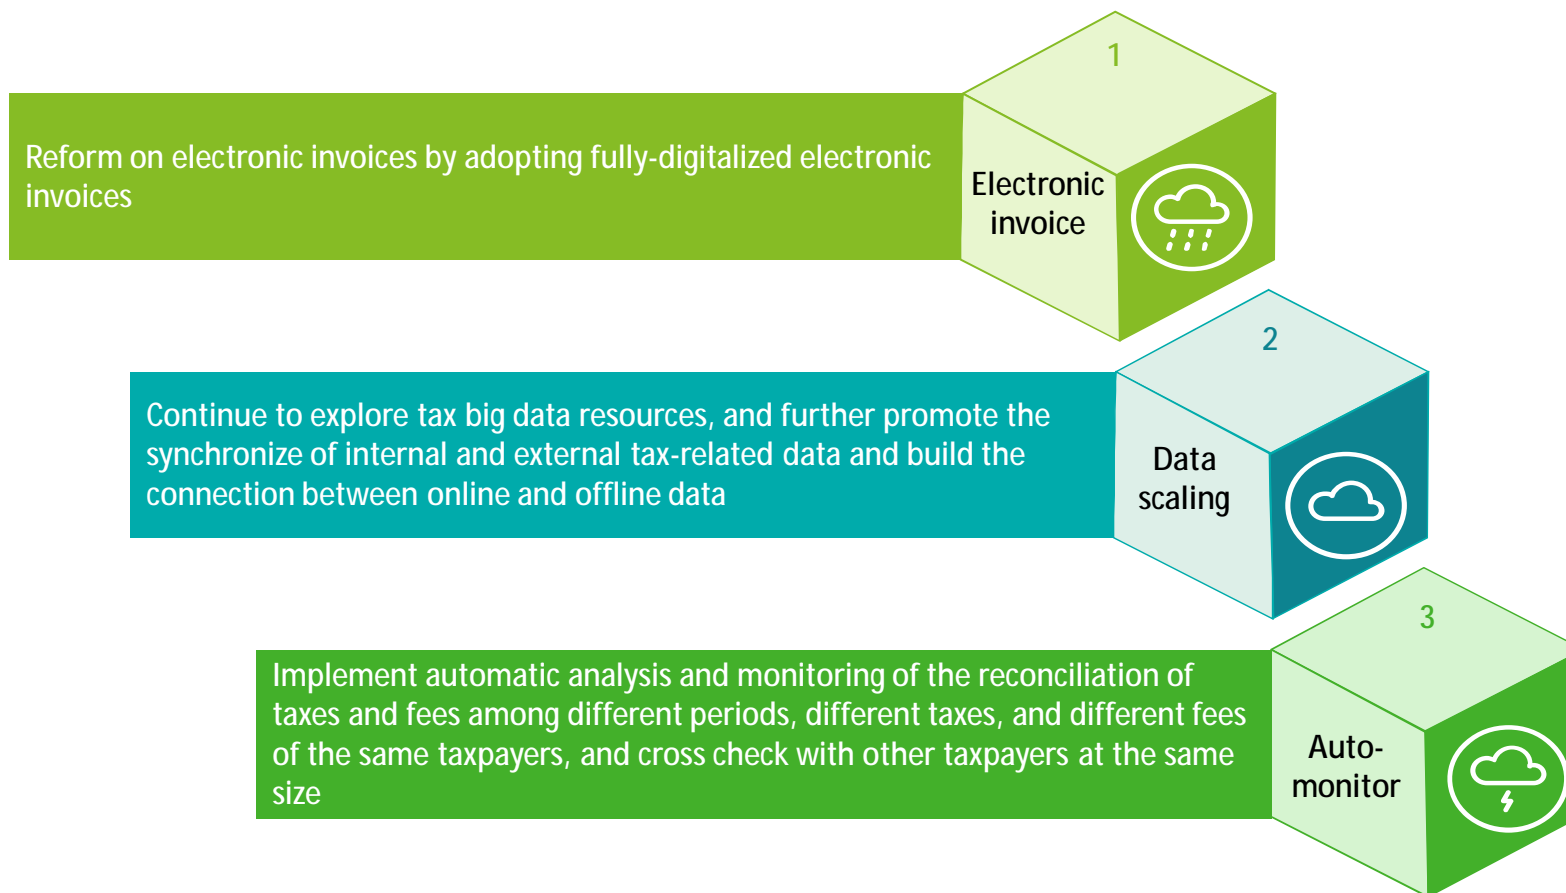 1
Reform on electronic invoices by adopting fully-digitalized electronic
invoices
Electronic
invoice
2
Continue to explore tax big data resources, and further promote the
synchronize of internal and external tax-related data and build the
connection between online and offline data
Data
scaling
3
Implement automatic analysis and monitoring of the reconciliation of
taxes and fees among different periods, different taxes, and different fees
of the same taxpayers, and cross check with other taxpayers at the same
size
Auto-
monitor